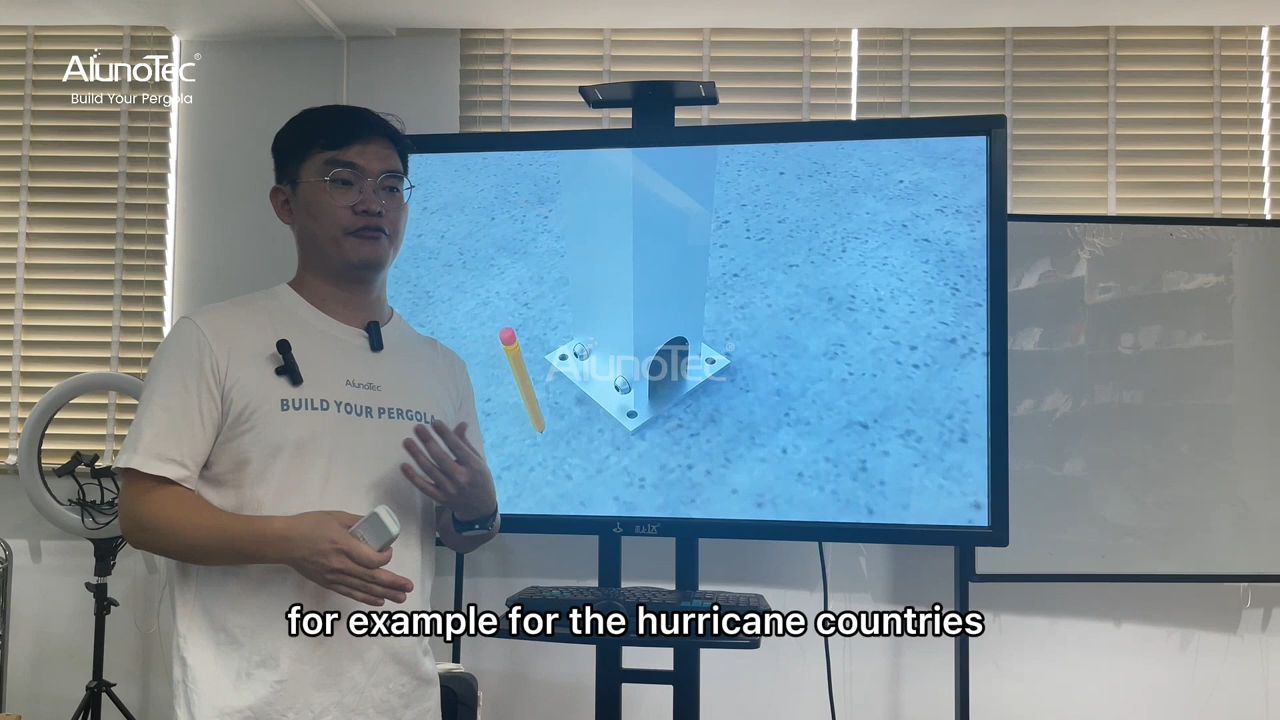 AlunoTec®
Build Your Pergola
AlunoTec®
AlunoTec
BUILD YOUR PERGOLA
for example for the hurricane countries